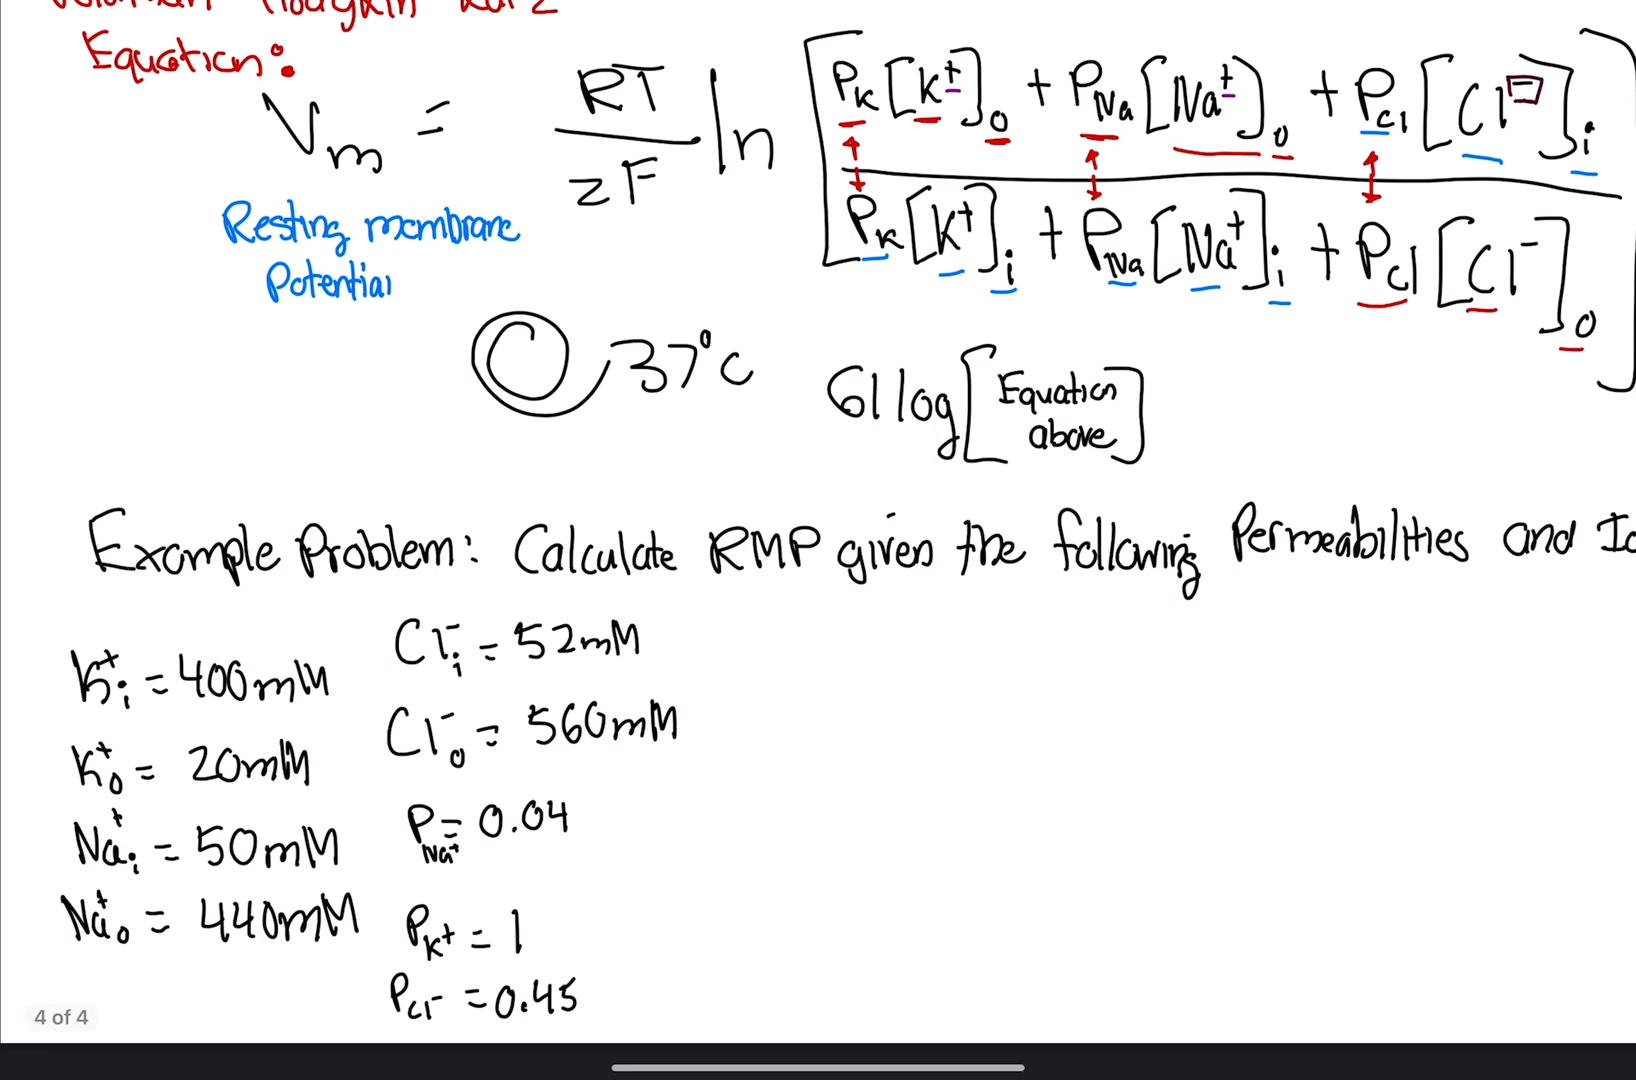 Hodgkin Katz
Equation:
Vm = RT/zF ln [ PK[K+]o + PNa[Na+]o + PCl[Cl-]i / PK[K+]i + PNa[Na+]i + PCl[Cl-]o ]
Resting membrane
Potential
37°C 61 log [Equation above]
Example Problem: Calculate RMP given the following Permeabilities and
K+i = 400mM
K+o = 20mM
Na+i = 50mM
Na+o = 440mM
Cl-i = 52mM
Cl-o = 560mM
PNa+ = 0.04
PK+ = 1
PCl- = 0.45
4 of 4